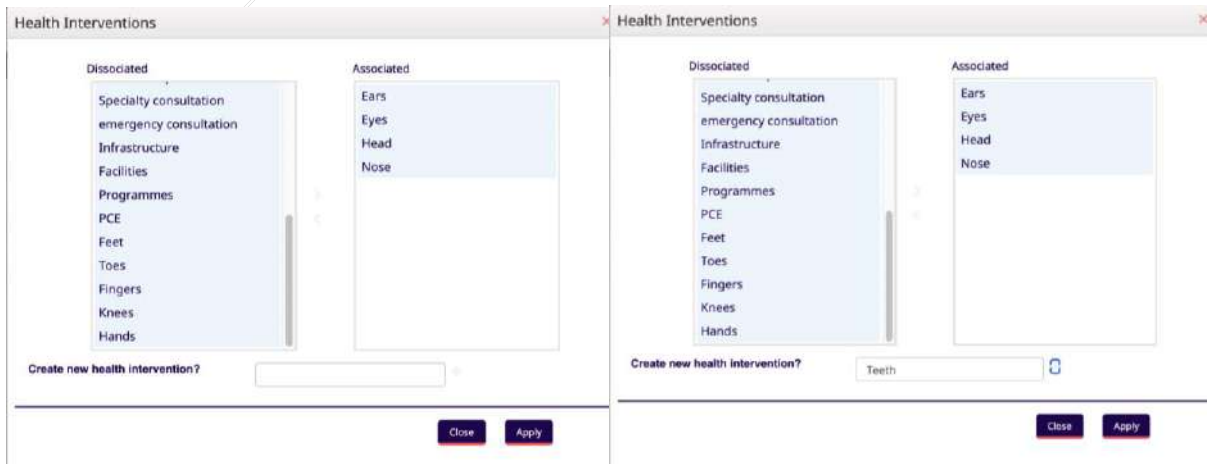 Health Interventions
Dissociated
Associated
Specialty consultation
emergency consultation
Infrastructure
Facilities
Programmes
PCE
Feet
Toes
Fingers
Knees
Hands
Ears
Eyes
Head
Nose
Create new health intervention?
Close
Apply
Health Interventions
Dissociated
Associated
Specialty consultation
emergency consultation
Infrastructure
Facilities
Programmes
PCE
Feet
Toes
Fingers
Knees
Hands
Ears
Eyes
Head
Nose
Create new health intervention?
Teeth
Close
Apply